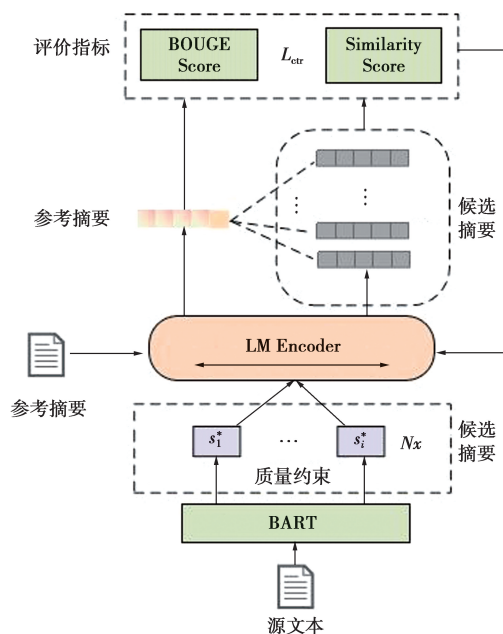 评价指标
BOUGE
Score
L_ctr
Similarity
Score
参考摘要
⋮
⋮
候选
摘要
LM Encoder
参考摘要
s_1^*
…
s_i^*
Nx
候选
摘要
质量约束
BART
源文本